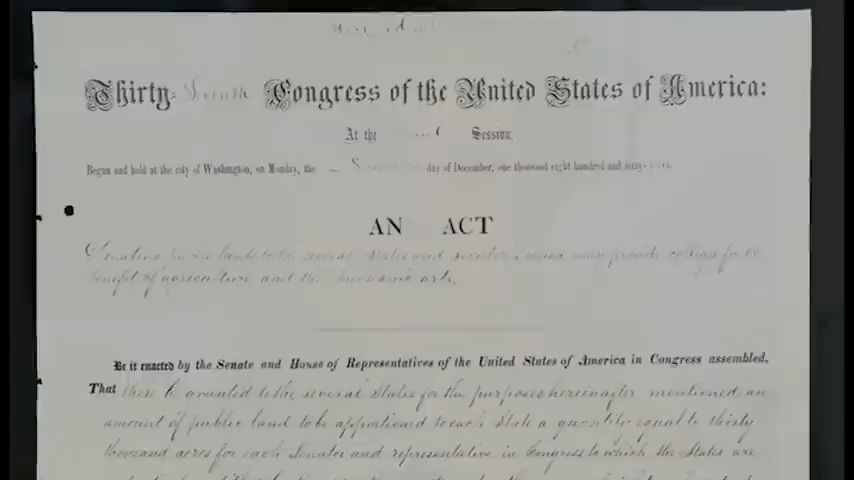 Thirty-Seventh Congress of the United States of America:
At the Second Session,
Begun and held at the city of Washington, on Monday, the day of December, one thousand eight hundred and sixty-
AN ACT
Donating public lands to the several States and which may provide colleges for the
benefit of agriculture and the mechanic arts.
Be it enacted by the Senate and House of Representatives of the United States of America in Congress assembled,
That there be granted to the several States for the purposes hereinafter mentioned an
amount of public land to be apportioned to each State a quantity equal to thirty
thousand acres for each Senator and representative in Congress to which the States are